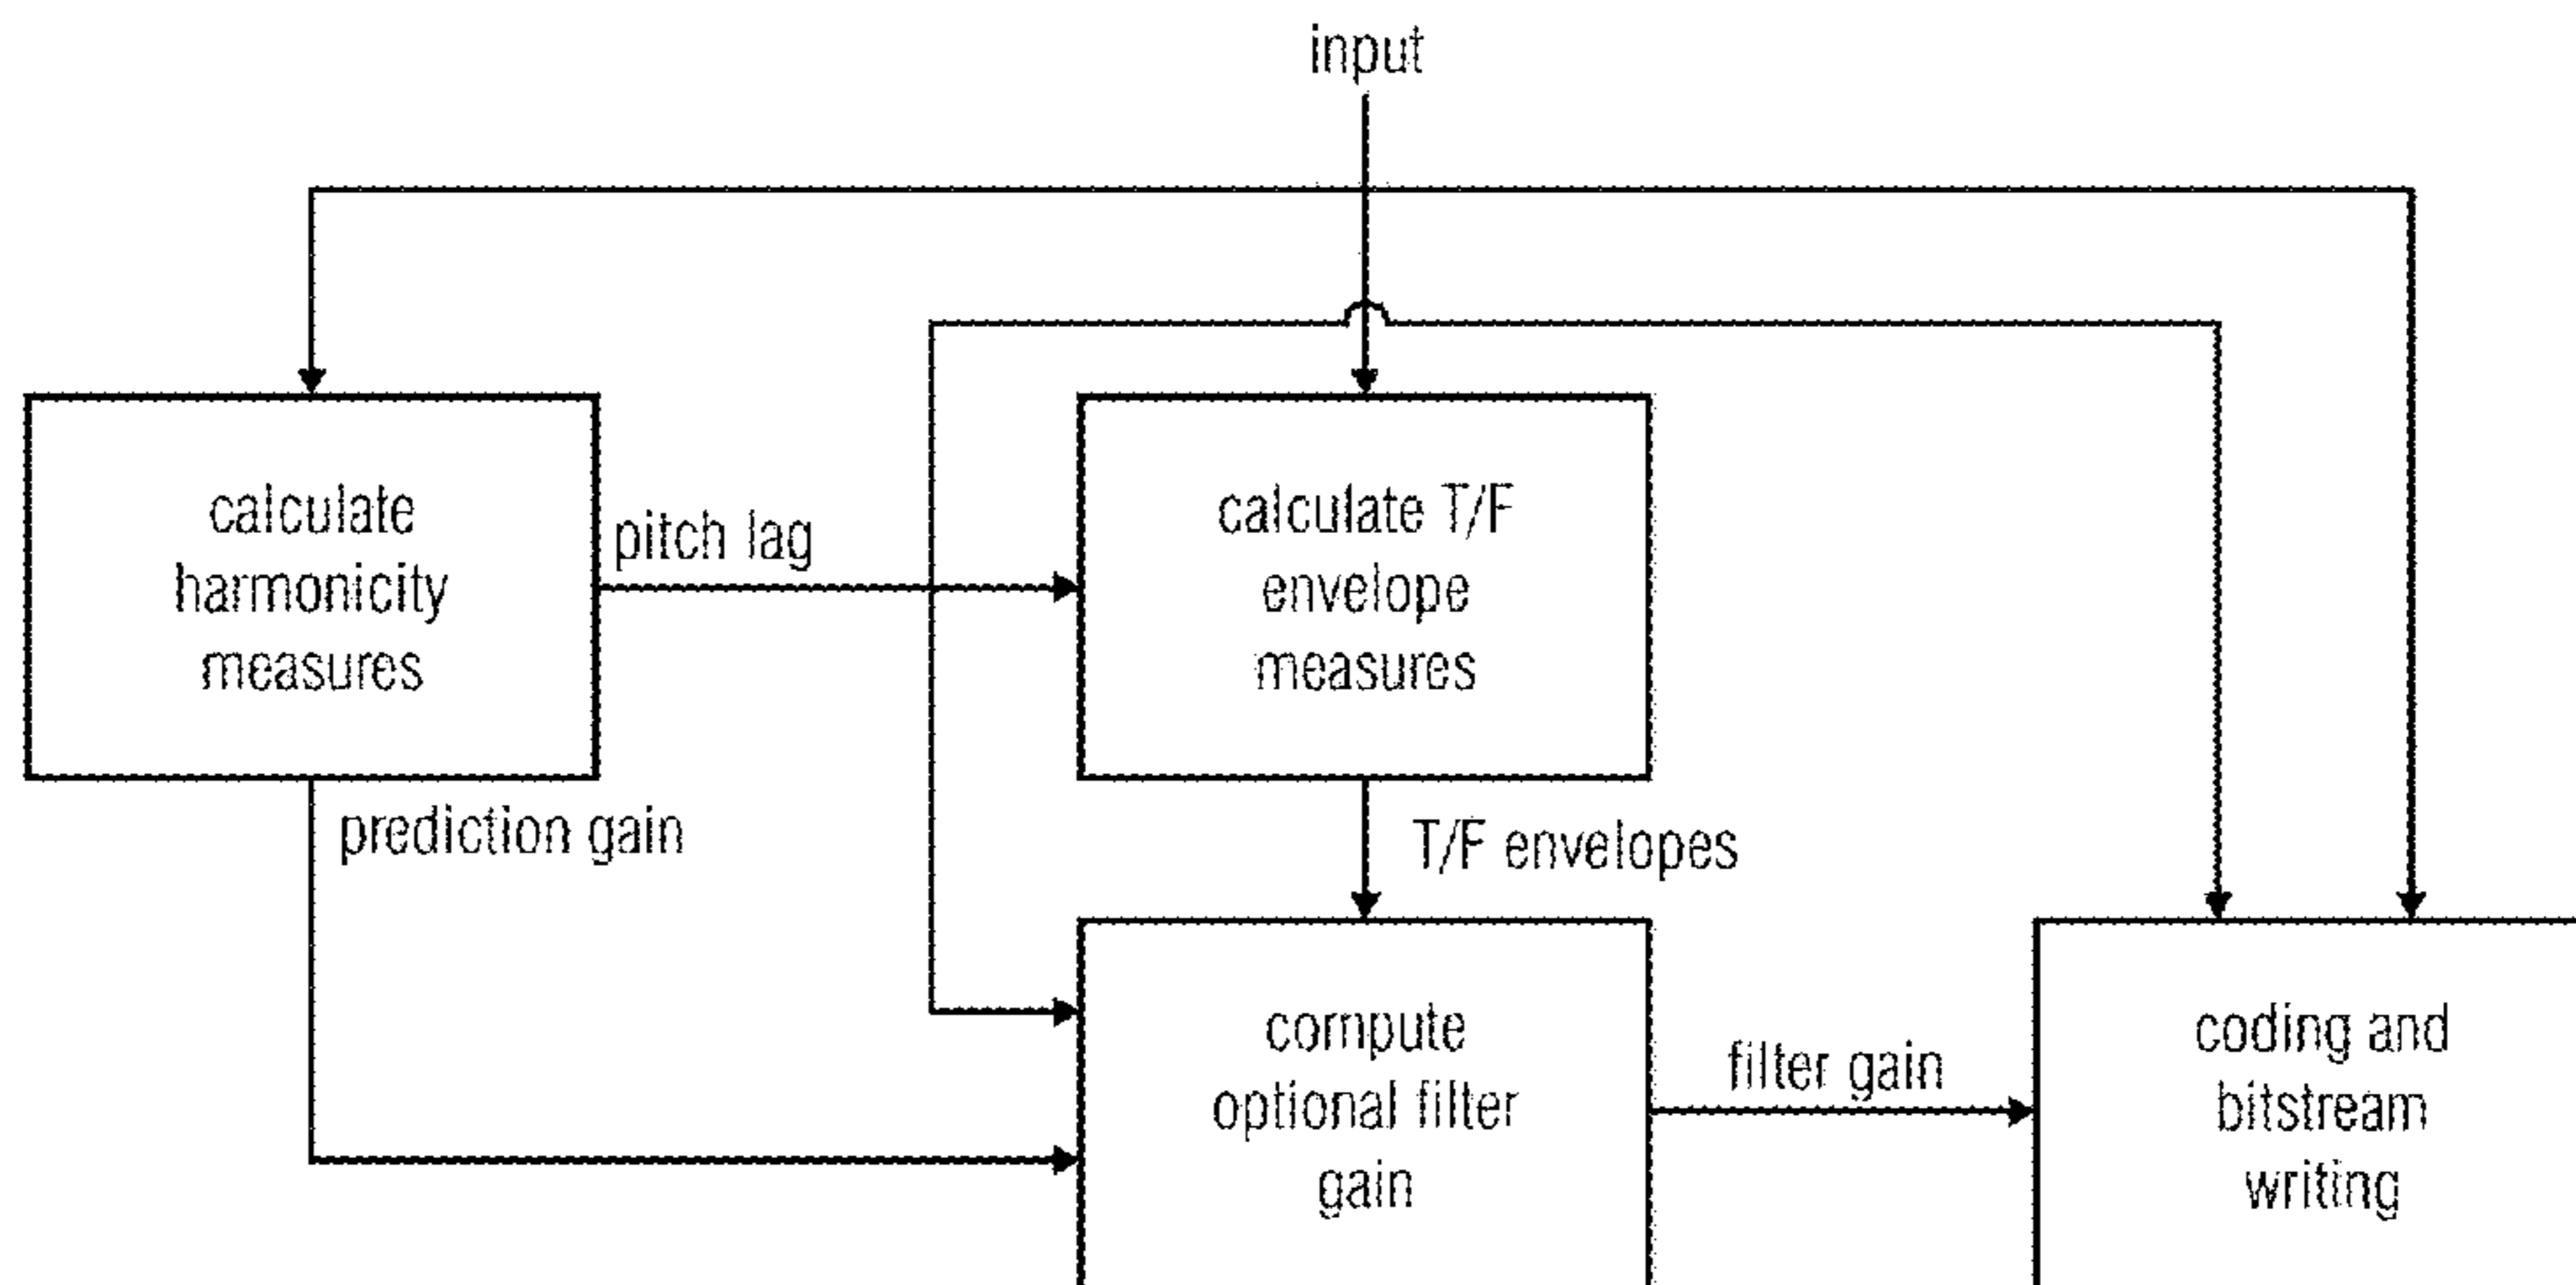 input
calculate
harmonicity
measures
pitch lag
calculate T/F
envelope
measures
prediction gain
T/F envelopes
compute
optional filter
gain
filter gain
coding and
bitstream
writing